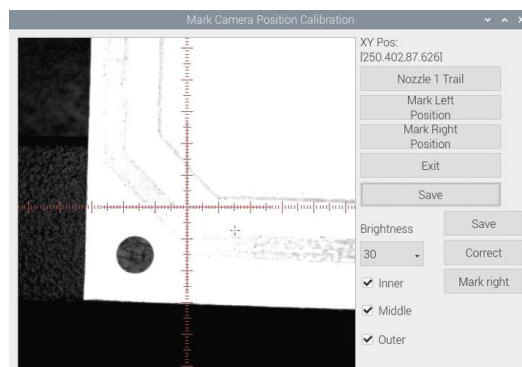 Mark Camera Position Calibration
XY Pos:
[250.402,87.626]
Nozzle 1 Trail
Mark Left
Position
Mark Right
Position
Exit
Save
Brightness
Save
30
Correct
Inner
Mark right
Middle
Outer